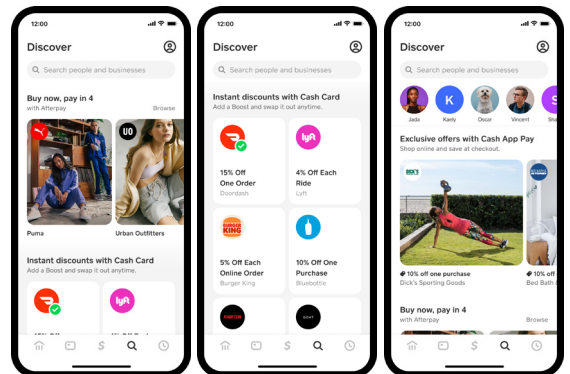 12:00
Discover
Search people and businesses
Buy now, pay in 4
with Afterpay
Browse
UO
Puma
Urban Outfitters
Instant discounts with Cash Card
Add a Boost and swap it out anytime.
lyft
12:00
Discover
Search people and businesses
Instant discounts with Cash Card
Add a Boost and swap it out anytime.
lyft
15% Off
One Order
Doordash
4% Off Each
Ride
Lyft
BURGER
KING
5% Off Each
Online Order
Burger King
10% Off One
Purchase
Bluebottle
$
12:00
Discover
Search people and businesses
K
S
Jada
Kaely
Oscar
Vincent
Sha
Exclusive offers with Cash App Pay
Shop online and save at checkout.
DICK'S
10% off one purchase
Dick's Sporting Goods
10% off
Bed Bath
Buy now, pay in 4
with Afterpay
Browse
$